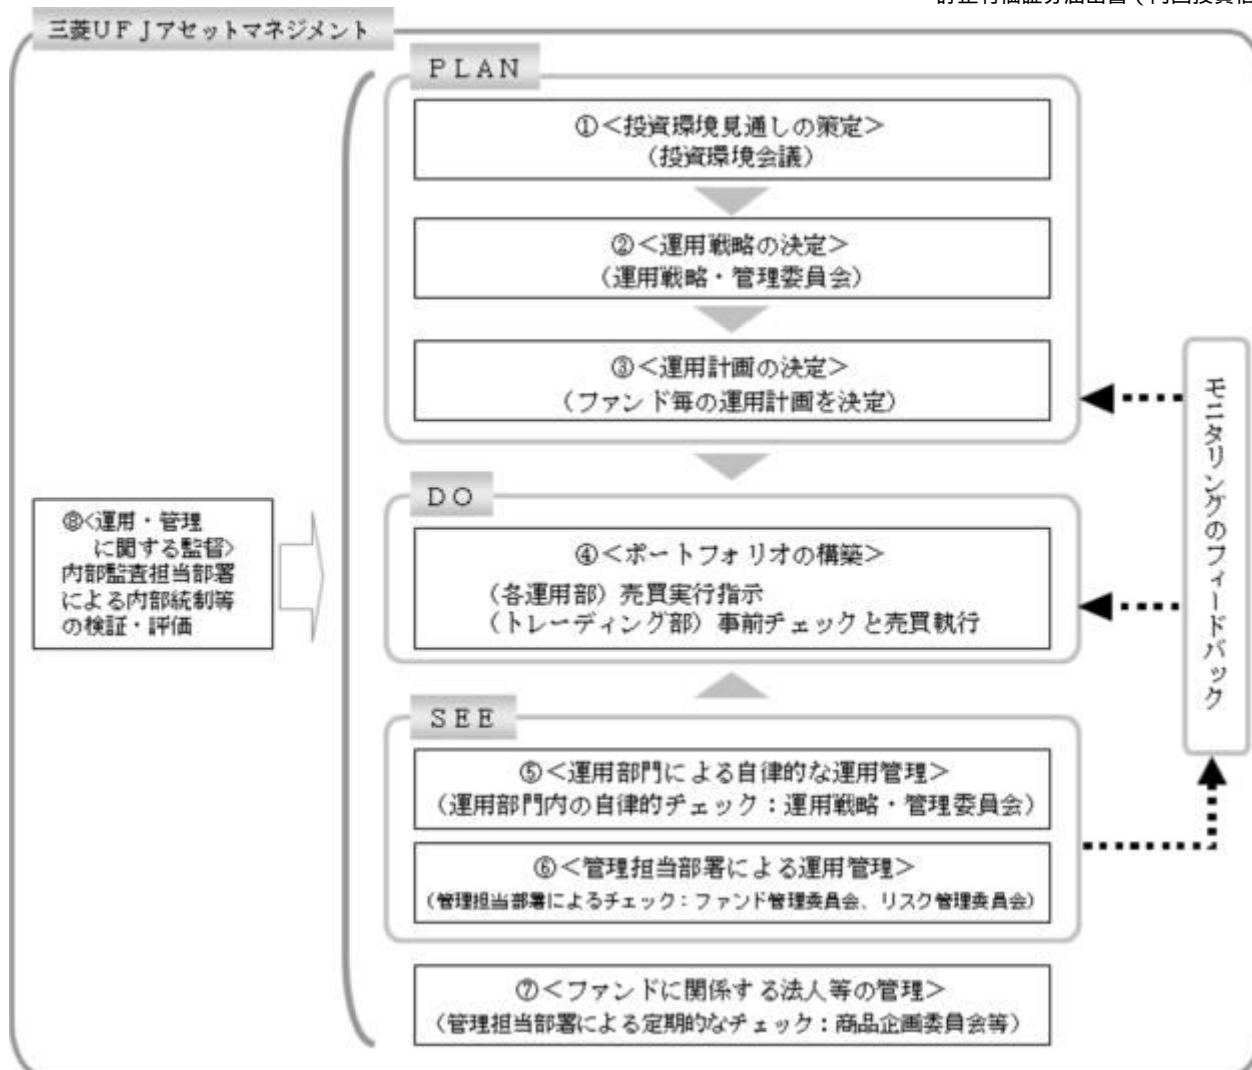 三菱UFJアセットマネジメント
PLAN
①<投資環境見通しの策定>
(投資環境会議)
②<運用戦略の決定>
(運用戦略・管理委員会)
③<運用計画の決定>
(ファンド毎の運用計画を決定)
DO
④<ポートフォリオの構築>
(各運用部)売買実行指示
(トレーディング部)事前チェックと売買執行
SEE
⑤<運用部門による自律的な運用管理>
(運用部門内の自律的チェック:運用戦略・管理委員会)
⑥<管理担当部署による運用管理>
(管理担当部署によるチェック:ファンド管理委員会、リスク管理委員会)
⑦<ファンドに関係する法人等の管理>
(管理担当部署による定期的なチェック:商品企画委員会等)
⑧<運用・管理
に関する監督>
内部監査担当部署
による内部統制等
の検証・評価
モニタリングのフィードバック